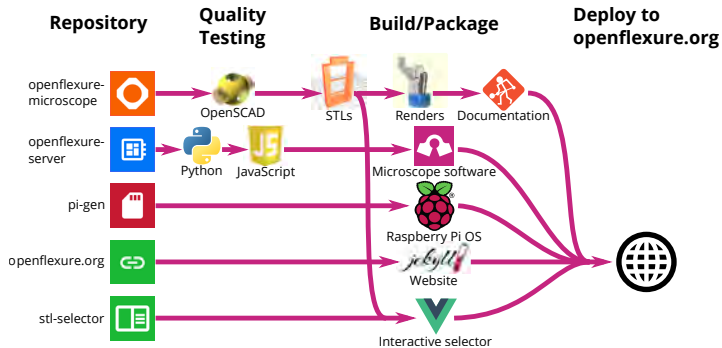 Repository
Quality
Testing
Build/Package
Deploy to
openflexure.org
openflexure-
microscope
OpenSCAD
STLs
Renders
Documentation
openflexure-
server
Python
JS
JavaScript
Microscope software
pi-gen
Raspberry Pi OS
openflexure.org
jekyll
Website
stl-selector
Interactive selector